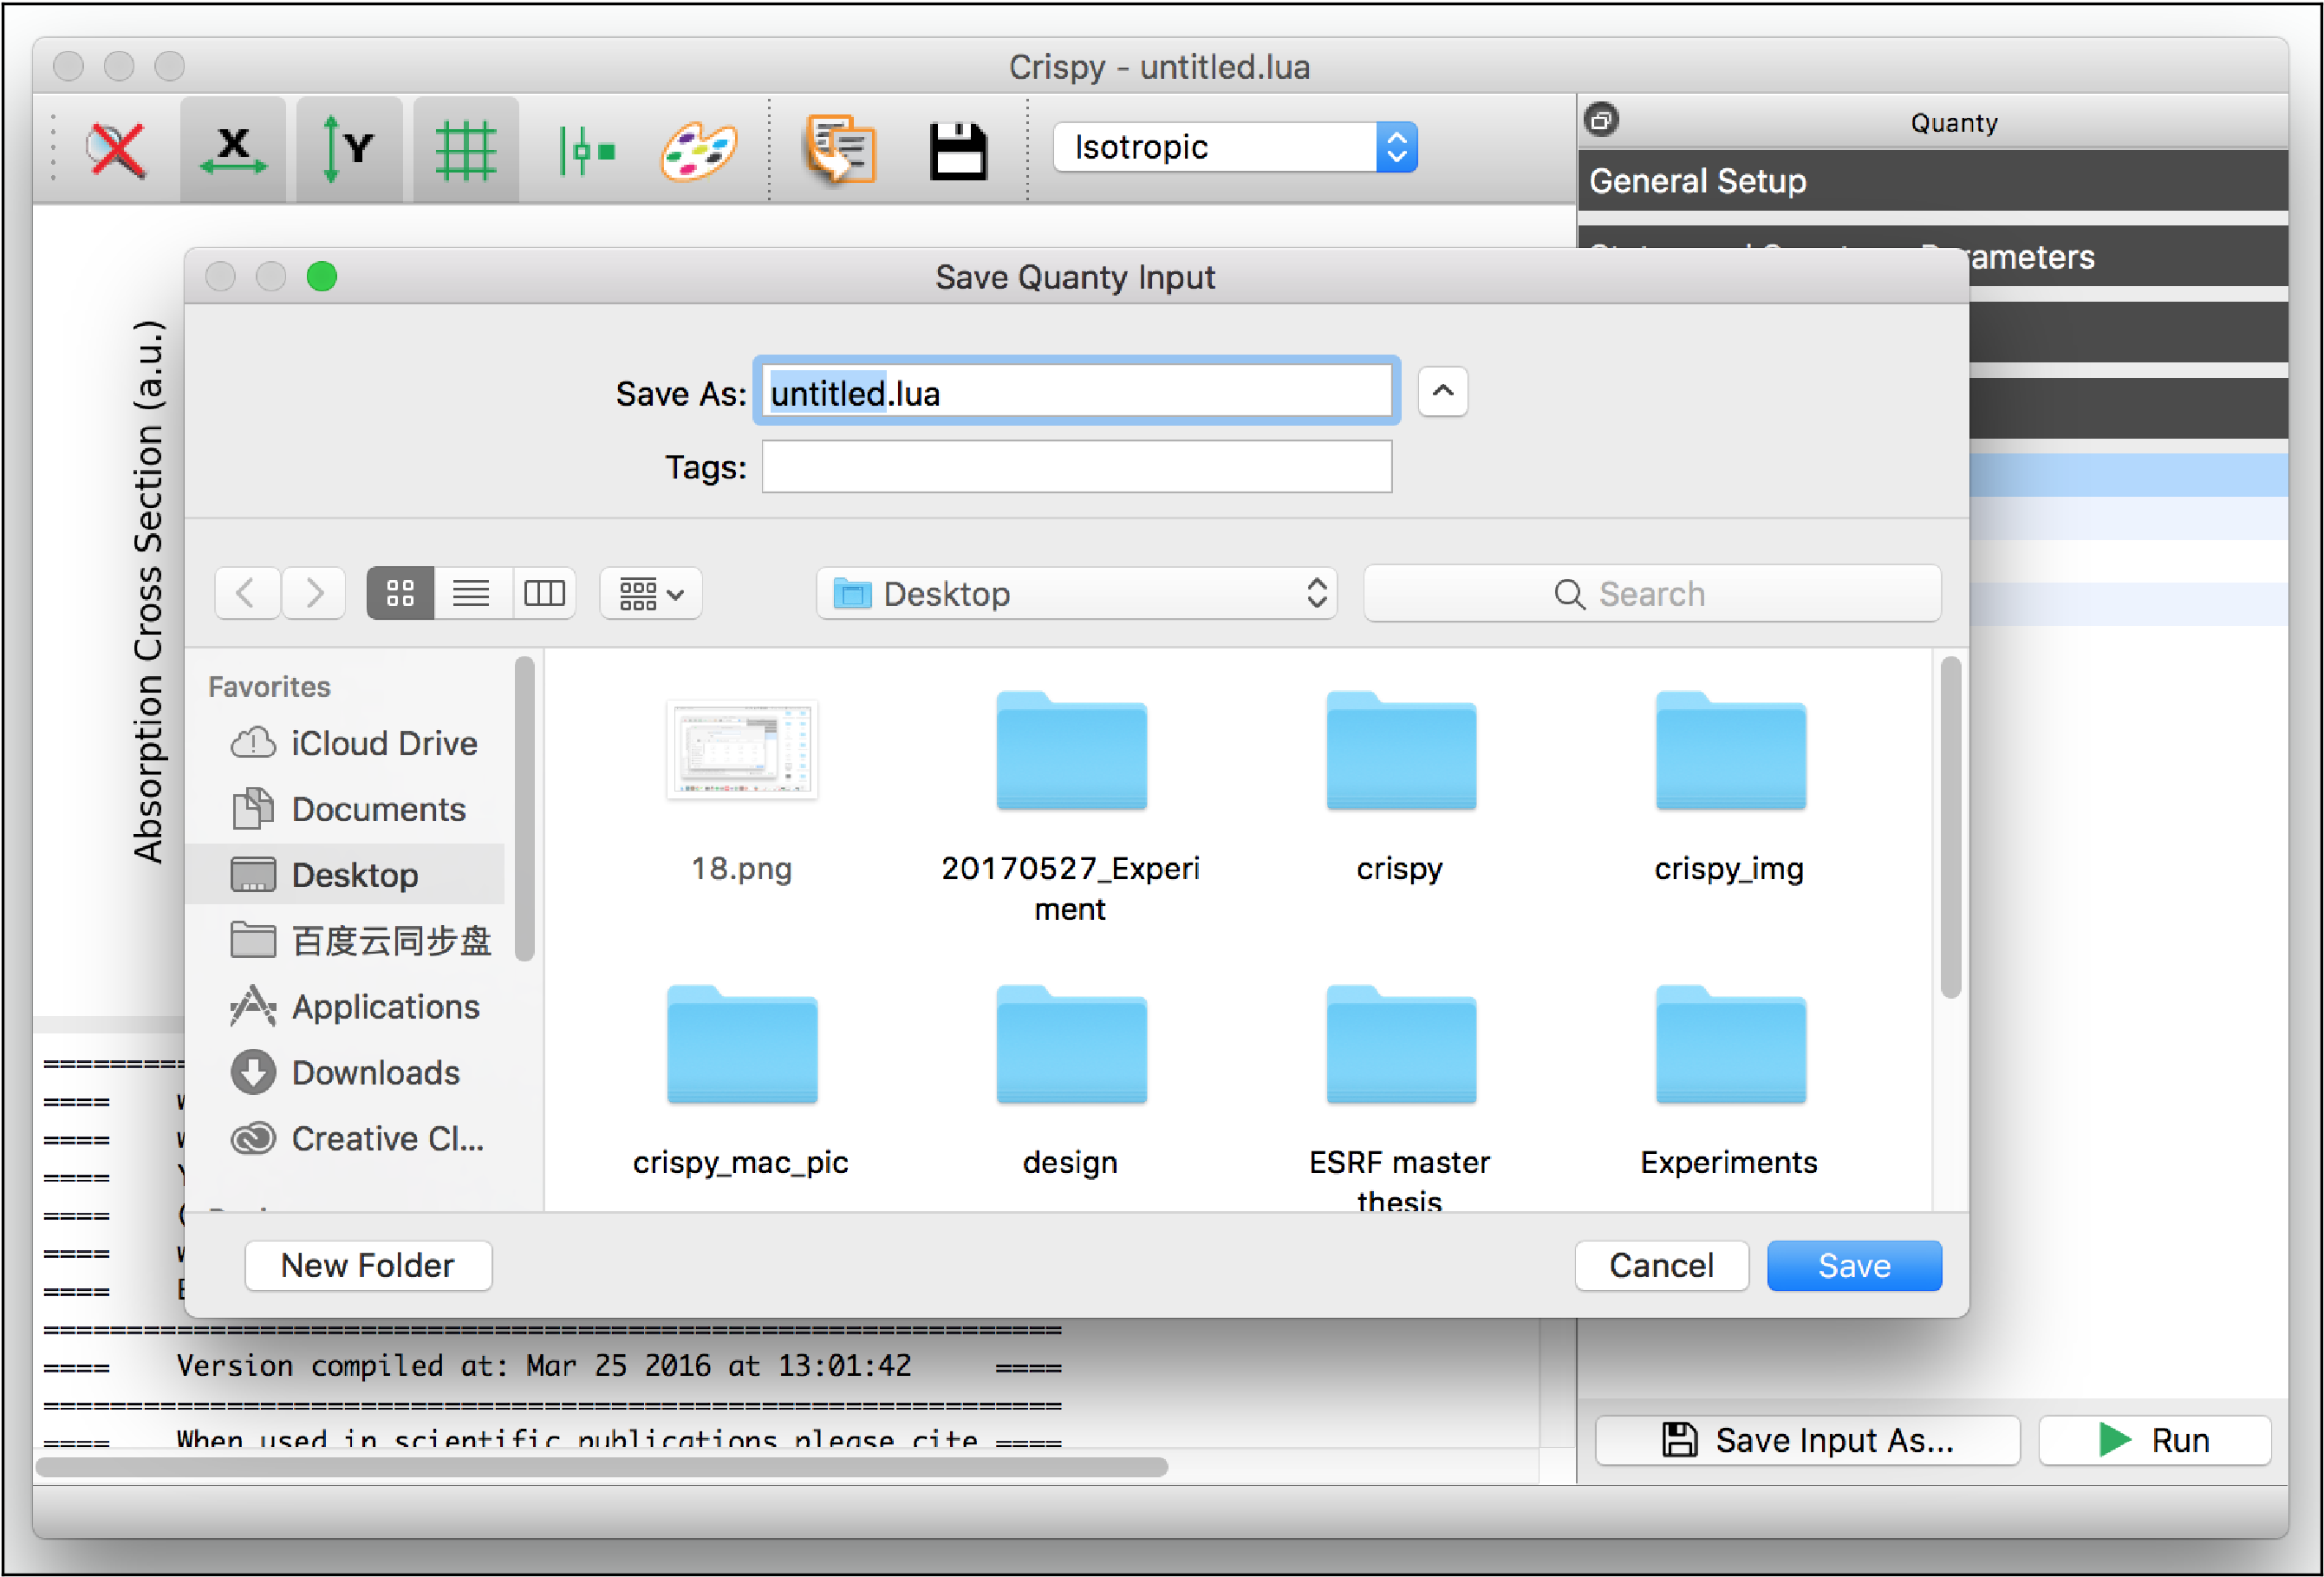 Crispy - untitled.lua
X
Y
Isotropic
Quanty
General Setup
Parameters
Save Quanty Input
Save As:
untitled.lua
Tags:
Desktop
Search
Absorption Cross Section (a.u.)
Favorites
iCloud Drive
Documents
Desktop
百度云同步盘
Applications
Downloads
Creative Cl...
18.png
20170527_Experi
ment
crispy
crispy_img
crispy_mac_pic
design
ESRF master
thesis
Experiments
New Folder
Cancel
Save
==== Version compiled at: Mar 25 2016 at 13:01:42 ====
==== When used in scientific publications please cite ====
Save Input As...
Run